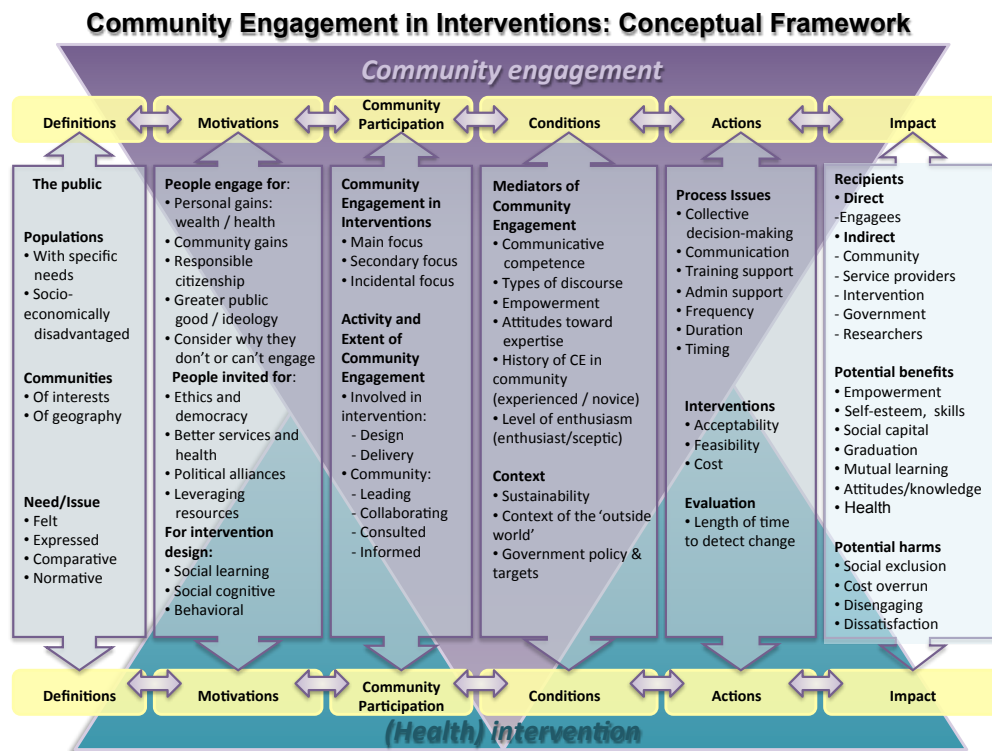 Community Engagement in Interventions: Conceptual Framework
Community engagement
Definitions
Motivations
Community
Participation
Conditions
Actions
Impact
The public
Populations
• With specific
needs
• Socio-
economically
disadvantaged
Communities
• Of interests
• Of geography
Need/Issue
• Felt
• Expressed
• Comparative
• Normative
People engage for:
• Personal gains:
wealth / health
• Community gains
• Responsible
citizenship
• Greater public
good / ideology
• Consider why they
don’t or can’t engage
People invited for:
• Ethics and
democracy
• Better services and
health
• Political alliances
• Leveraging
resources
For intervention
design:
• Social learning
• Social cognitive
• Behavioral
Community
Engagement in
Interventions
• Main focus
• Secondary focus
• Incidental focus
Activity and
Extent of
Community
Engagement
• Involved in
intervention:
- Design
- Delivery
• Community:
- Leading
- Collaborating
- Consulted
- Informed
Mediators of
Community
Engagement
• Communicative
competence
• Types of discourse
• Empowerment
• Attitudes toward
expertise
• History of CE in
community
(experienced / novice)
• Level of enthusiasm
(enthusiast/sceptic)
Context
• Sustainability
• Context of the ‘outside
world’
• Government policy &
targets
Process Issues
• Collective
decision-making
• Communication
• Training support
• Admin support
• Frequency
• Duration
• Timing
Interventions
• Acceptability
• Feasibility
• Cost
Evaluation
• Length of time
to detect change
Recipients
• Direct
-Engagees
• Indirect
- Community
- Service providers
- Intervention
- Government
- Researchers
Potential benefits
• Empowerment
• Self-esteem, skills
• Social capital
• Graduation
• Mutual learning
• Attitudes/knowledge
• Health
Potential harms
• Social exclusion
• Cost overrun
• Disengaging
• Dissatisfaction
Definitions
Motivations
Community
Participation
Conditions
Actions
Impact
(Health) intervention